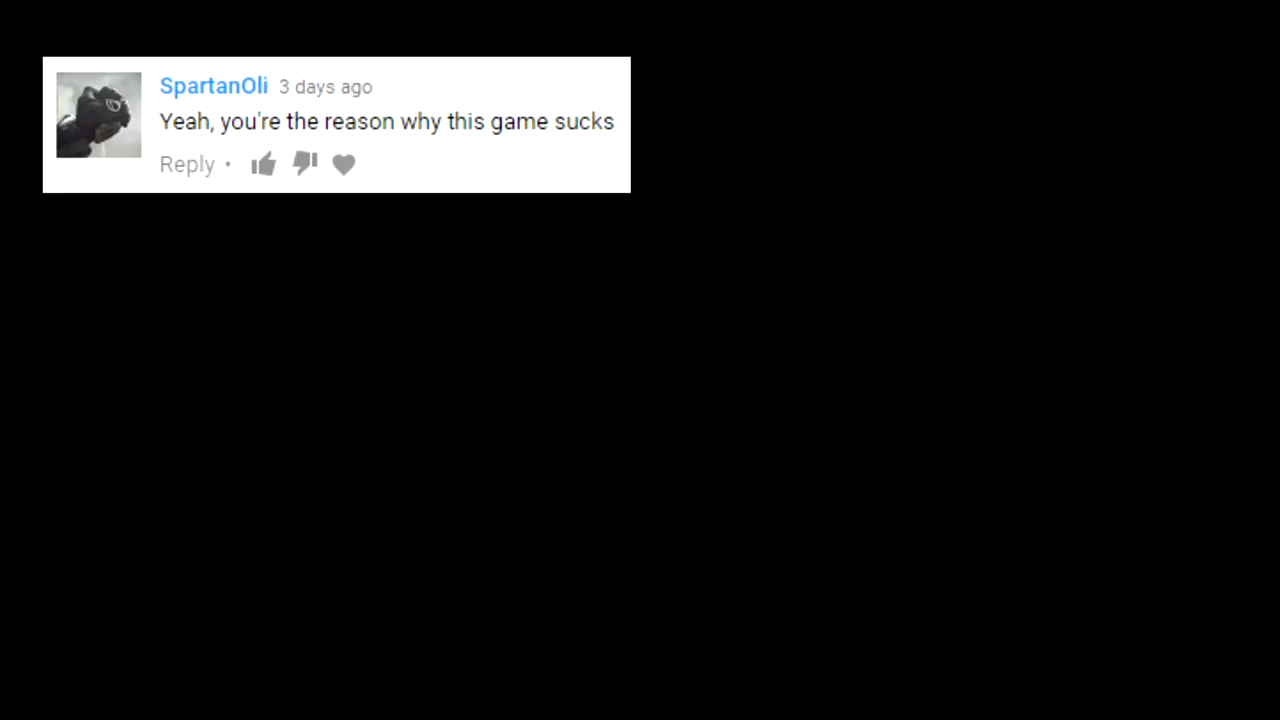 SpartanOli 3 days ago
Yeah, you're the reason why this game sucks
Reply •